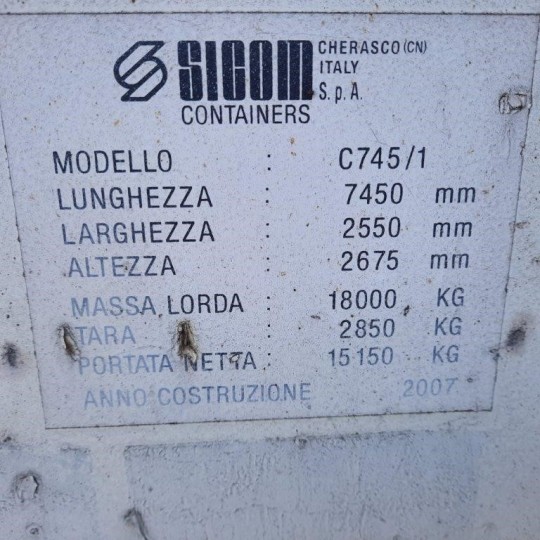 SICOM CHERASCO (CN)
ITALY
S.p.A.
CONTAINERS
MODELLO : C745/1
LUNGHEZZA : 7450 mm
LARGHEZZA : 2550 mm
ALTEZZA : 2675 mm
MASSA LORDA : 18000 KG
TARA : 2850 KG
PORTATA NETTA : 15150 KG
ANNO COSTRUZIONE 2007